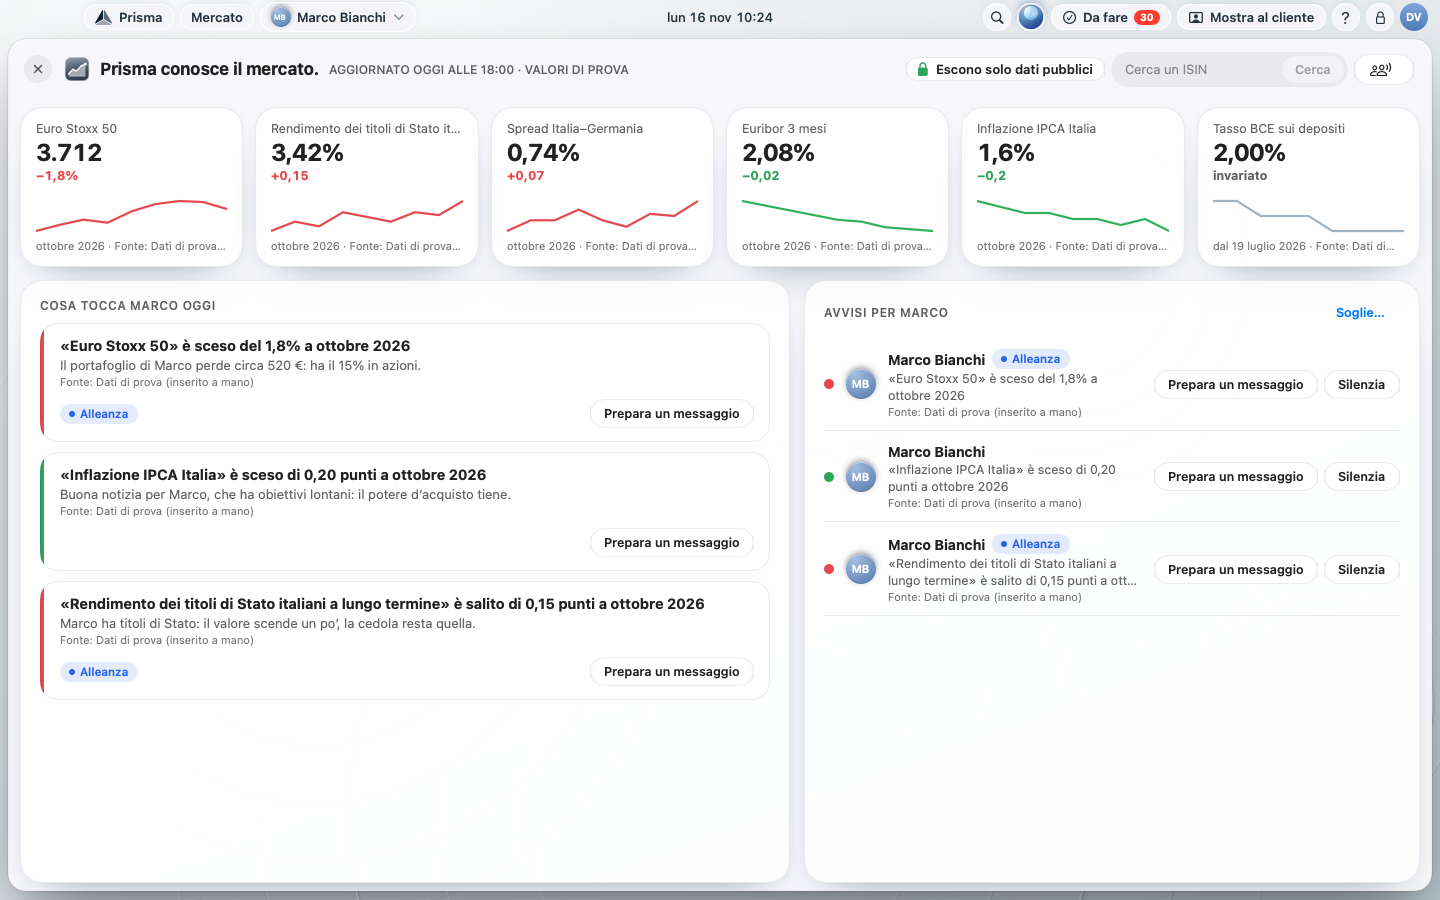 Prisma
Mercato
MB Marco Bianchi
lun 16 nov 10:24
Da fare 30
Mostra al cliente
?
DV
Prisma conosce il mercato. AGGIORNATO OGGI ALLE 18:00 · VALORI DI PROVA
Escono solo dati pubblici
Cerca un ISIN
Cerca
Euro Stoxx 50
3.712
−1,8%
ottobre 2026 · Fonte: Dati di prova…
Rendimento dei titoli di Stato it…
3,42%
+0,15
ottobre 2026 · Fonte: Dati di prova…
Spread Italia–Germania
0,74%
+0,07
ottobre 2026 · Fonte: Dati di prova…
Euribor 3 mesi
2,08%
−0,02
ottobre 2026 · Fonte: Dati di prova…
Inflazione IPCA Italia
1,6%
−0,2
ottobre 2026 · Fonte: Dati di prova…
Tasso BCE sui depositi
2,00%
invariato
dal 19 luglio 2026 · Fonte: Dati di…
COSA TOCCA MARCO OGGI
«Euro Stoxx 50» è sceso del 1,8% a ottobre 2026
Il portafoglio di Marco perde circa 520 €: ha il 15% in azioni.
Fonte: Dati di prova (inserito a mano)
Alleanza
Prepara un messaggio
«Inflazione IPCA Italia» è sceso di 0,20 punti a ottobre 2026
Buona notizia per Marco, che ha obiettivi lontani: il potere d’acquisto tiene.
Fonte: Dati di prova (inserito a mano)
Prepara un messaggio
«Rendimento dei titoli di Stato italiani a lungo termine» è salito di 0,15 punti a ottobre 2026
Marco ha titoli di Stato: il valore scende un po’, la cedola resta quella.
Fonte: Dati di prova (inserito a mano)
Alleanza
Prepara un messaggio
AVVISI PER MARCO
Soglie…
MB
Marco Bianchi Alleanza
«Euro Stoxx 50» è sceso del 1,8% a
ottobre 2026
Fonte: Dati di prova (inserito a mano)
Prepara un messaggio
Silenzia
MB
Marco Bianchi
«Inflazione IPCA Italia» è sceso di 0,20
punti a ottobre 2026
Fonte: Dati di prova (inserito a mano)
Prepara un messaggio
Silenzia
MB
Marco Bianchi Alleanza
«Rendimento dei titoli di Stato italiani a
lungo termine» è salito di 0,15 punti a ott…
Fonte: Dati di prova (inserito a mano)
Prepara un messaggio
Silenzia